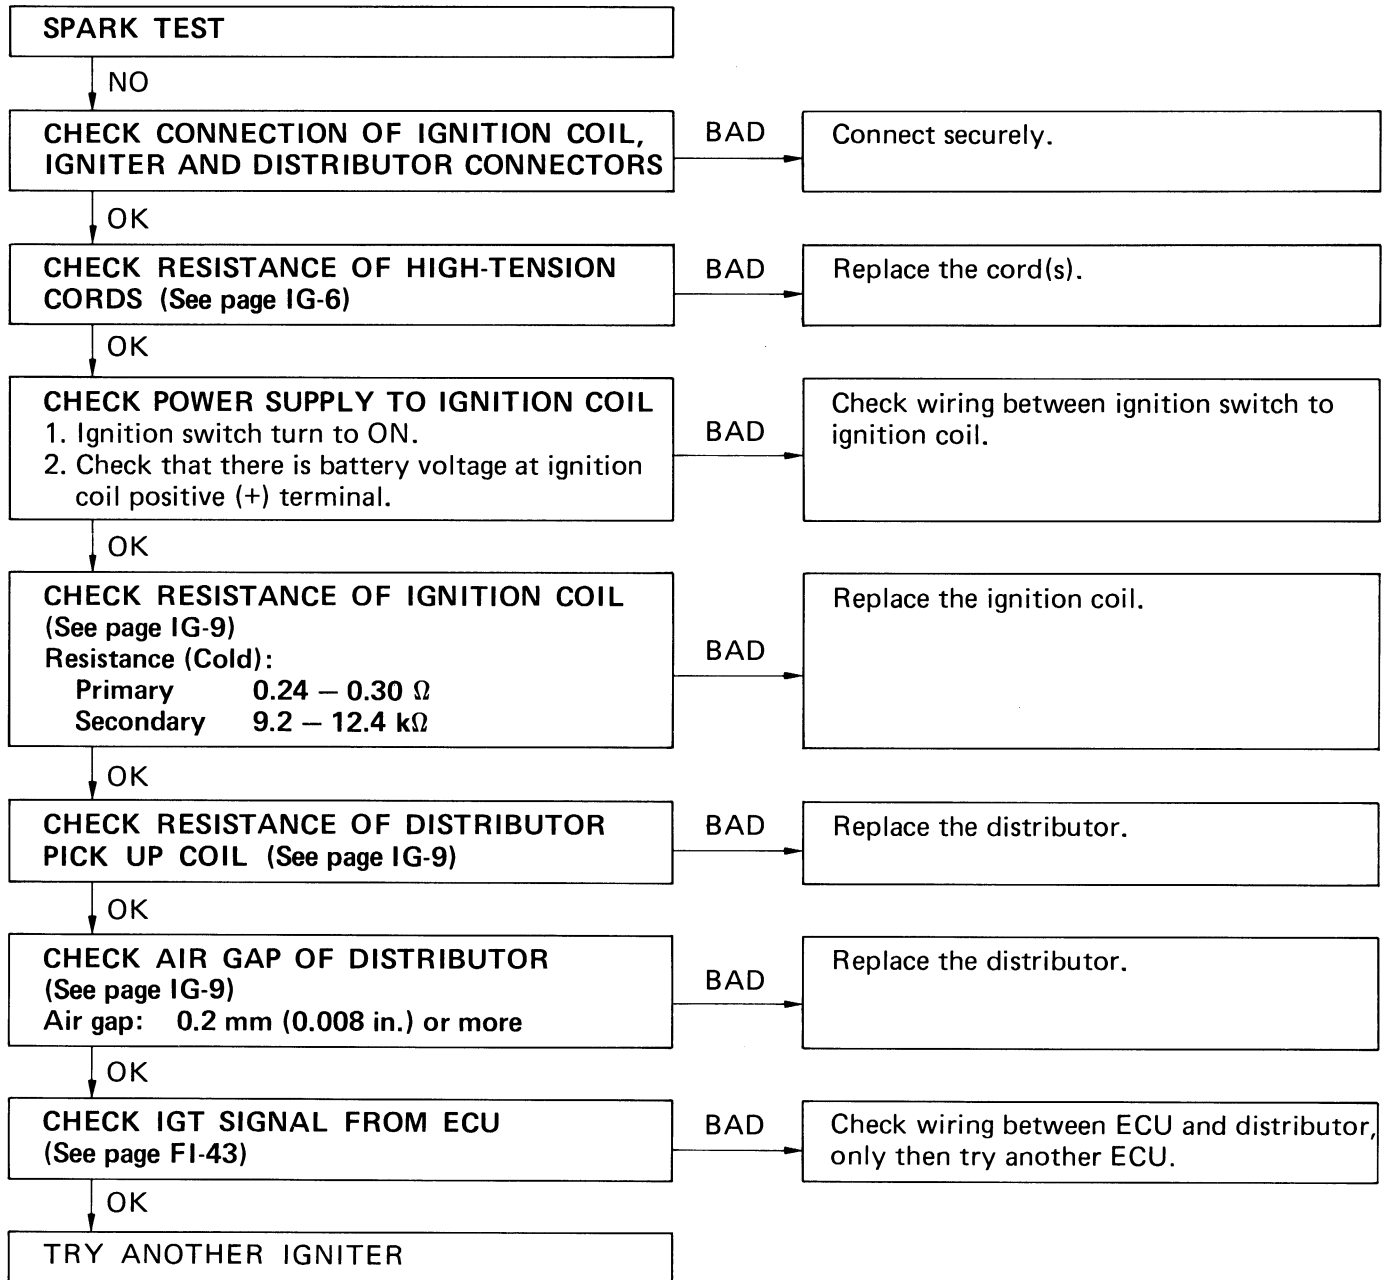 SPARK TEST
NO
CHECK CONNECTION OF IGNITION COIL,
IGNITER AND DISTRIBUTOR CONNECTORS
BAD
Connect securely.
OK
CHECK RESISTANCE OF HIGH-TENSION
CORDS (See page IG-6)
BAD
Replace the cord(s).
OK
CHECK POWER SUPPLY TO IGNITION COIL
1. Ignition switch turn to ON.
2. Check that there is battery voltage at ignition
coil positive (+) terminal.
BAD
Check wiring between ignition switch to
ignition coil.
OK
CHECK RESISTANCE OF IGNITION COIL
(See page IG-9)
Resistance (Cold):
Primary 0.24 — 0.30 Ω
Secondary 9.2 — 12.4 kΩ
BAD
Replace the ignition coil.
OK
CHECK RESISTANCE OF DISTRIBUTOR
PICK UP COIL (See page IG-9)
BAD
Replace the distributor.
OK
CHECK AIR GAP OF DISTRIBUTOR
(See page IG-9)
Air gap: 0.2 mm (0.008 in.) or more
BAD
Replace the distributor.
OK
CHECK IGT SIGNAL FROM ECU
(See page FI-43)
BAD
Check wiring between ECU and distributor,
only then try another ECU.
OK
TRY ANOTHER IGNITER